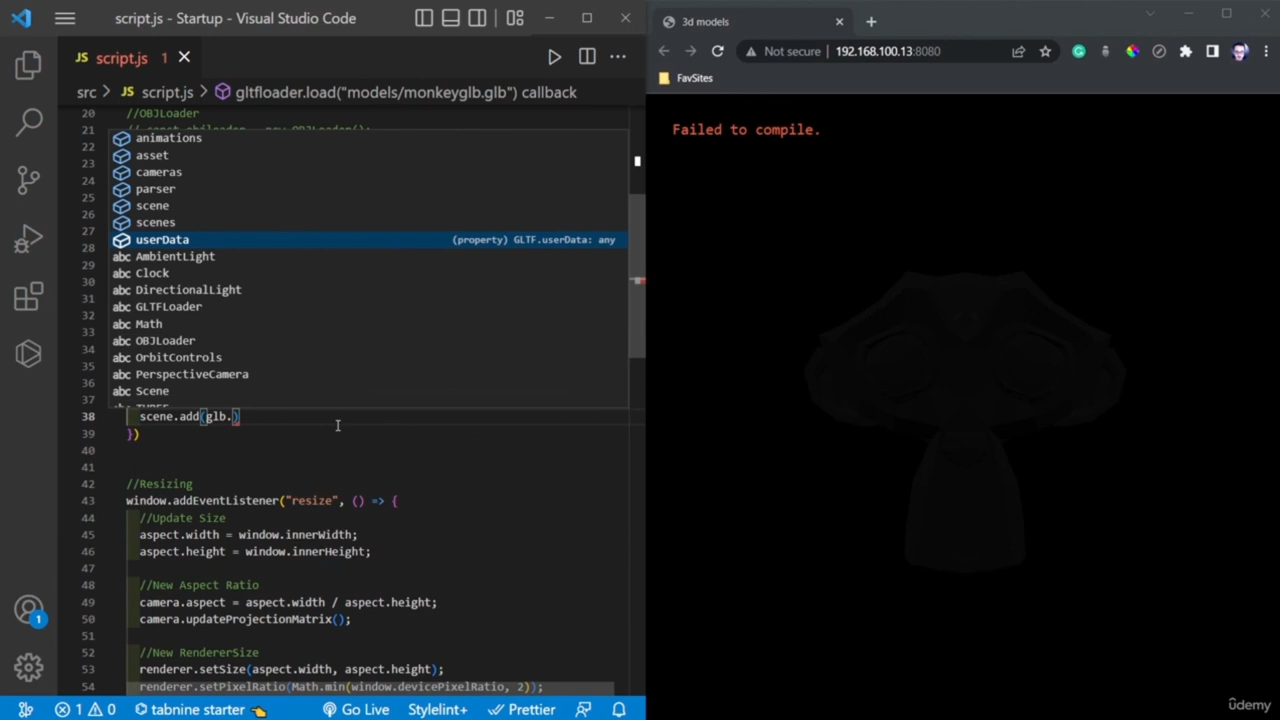 script.js - Startup - Visual Studio Code
JS script.js 1
src > JS script.js > gltfloader.load("models/monkeyglb.glb") callback
20 //OBJLoader
21 // const objloader = new OBJLoader();
22
23
24
25
26
27
28
29
30
31
32
33
34
35
36
37
animations
asset
cameras
parser
scene
scenes
userData (property) GLTF.userData: any
abc AmbientLight
abc Clock
abc DirectionalLight
abc GLTFLoader
abc Math
abc OBJLoader
abc OrbitControls
abc PerspectiveCamera
abc Scene
38 scene.add(glb.)
39 })
40
41
42 //Resizing
43 window.addEventListener("resize", () => {
44 //Update Size
45 aspect.width = window.innerWidth;
46 aspect.height = window.innerHeight;
47
48 //New Aspect Ratio
49 camera.aspect = aspect.width / aspect.height;
50 camera.updateProjectionMatrix();
51
52 //New RendererSize
53 renderer.setSize(aspect.width, aspect.height);
54 renderer.setPixelRatio(Math.min(window.devicePixelRatio, 2));
1
1 0 tabnine starter Go Live Stylelint+ Prettier
3d models
Not secure | 192.168.100.13:8080
FavSites
Failed to compile.
ûdemy